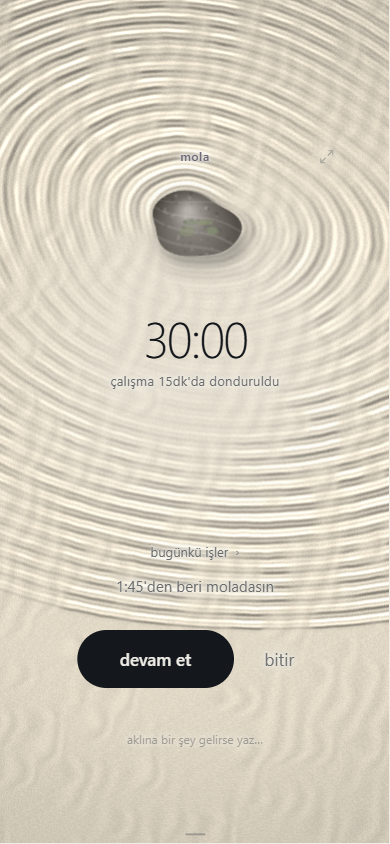 mola
30:00
çalışma 15dk'da donduruldu
bugünkü işler ›
1:45'den beri moladasın
devam et
bitir
aklına bir şey gelirse yaz...